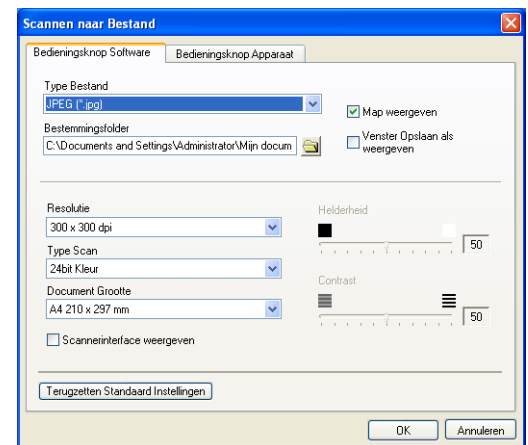 Scannen naar Bestand
Bedieningsknop Software
Bedieningsknop Apparaat
Type Bestand
JPEG (*.jpg)
Map weergeven
Bestemmingsfolder
C:\Documents and Settings\Administrator\Mijn docum
Venster Opslaan als
weergeven
Resolutie
300 x 300 dpi
Helderheid
50
Type Scan
24bit Kleur
Document Grootte
A4 210 x 297 mm
Contrast
50
Scannerinterface weergeven
Terugzetten Standaard Instellingen
OK
Annuleren